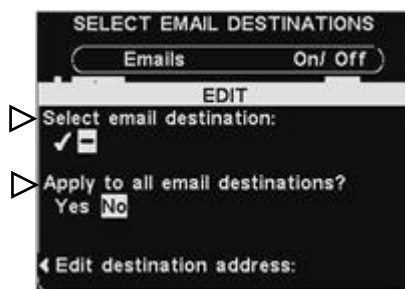 SELECT EMAIL DESTINATIONS
Emails On/ Off
EDIT
Select email destination:
✓ –
Apply to all email destinations?
Yes No
Edit destination address: